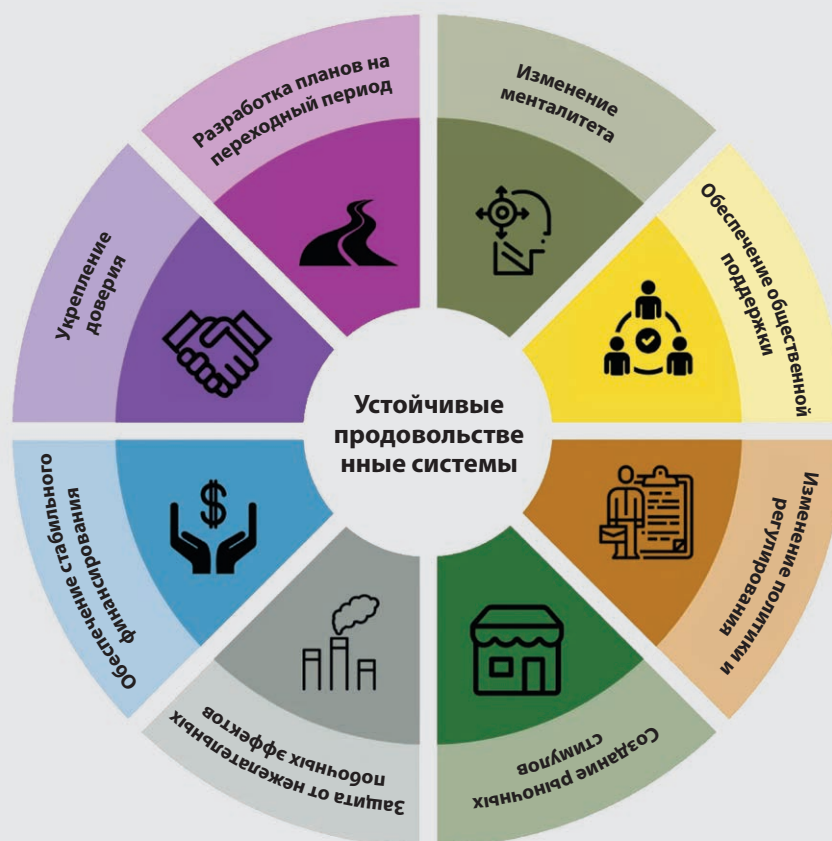 Разработка планов на
переходный период
Изменение
менталитета
Обеспечение общественной
поддержки
Изменение политики и
регулирования
Создание рыночных
стимулов
Защита от нежелательных
побочных эффектов
Обеспечение стабильного
финансирования
Укрепление
доверия
Устойчивые
продовольстве
нные системы
$